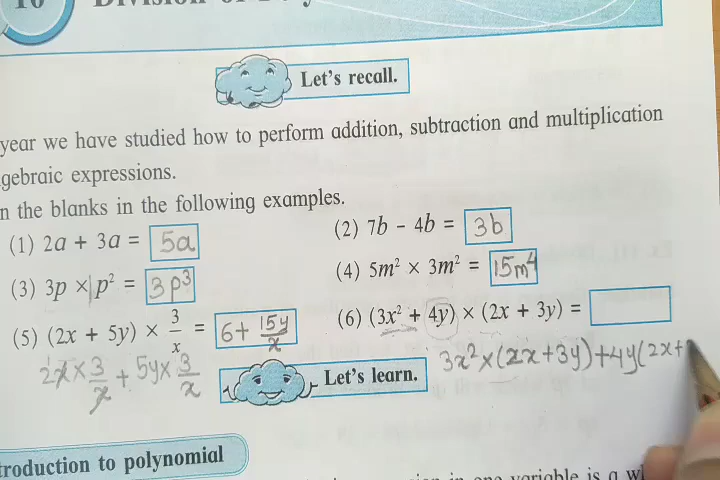 10
Let's recall.
year we have studied how to perform addition, subtraction and multiplication
gebraic expressions.
n the blanks in the following examples.
(1) 2a + 3a = 5a
(2) 7b - 4b = 3b
(3) 3p × p² = 3p³
(4) 5m² × 3m² = 15m⁴
(5) (2x + 5y) × 3/x = 6 + 15y/x
(6) (3x² + 4y) × (2x + 3y) =
2x × 3/x + 5y × 3/x
3x² × (2x + 3y) + 4y (2x +
Let's learn.
troduction to polynomial